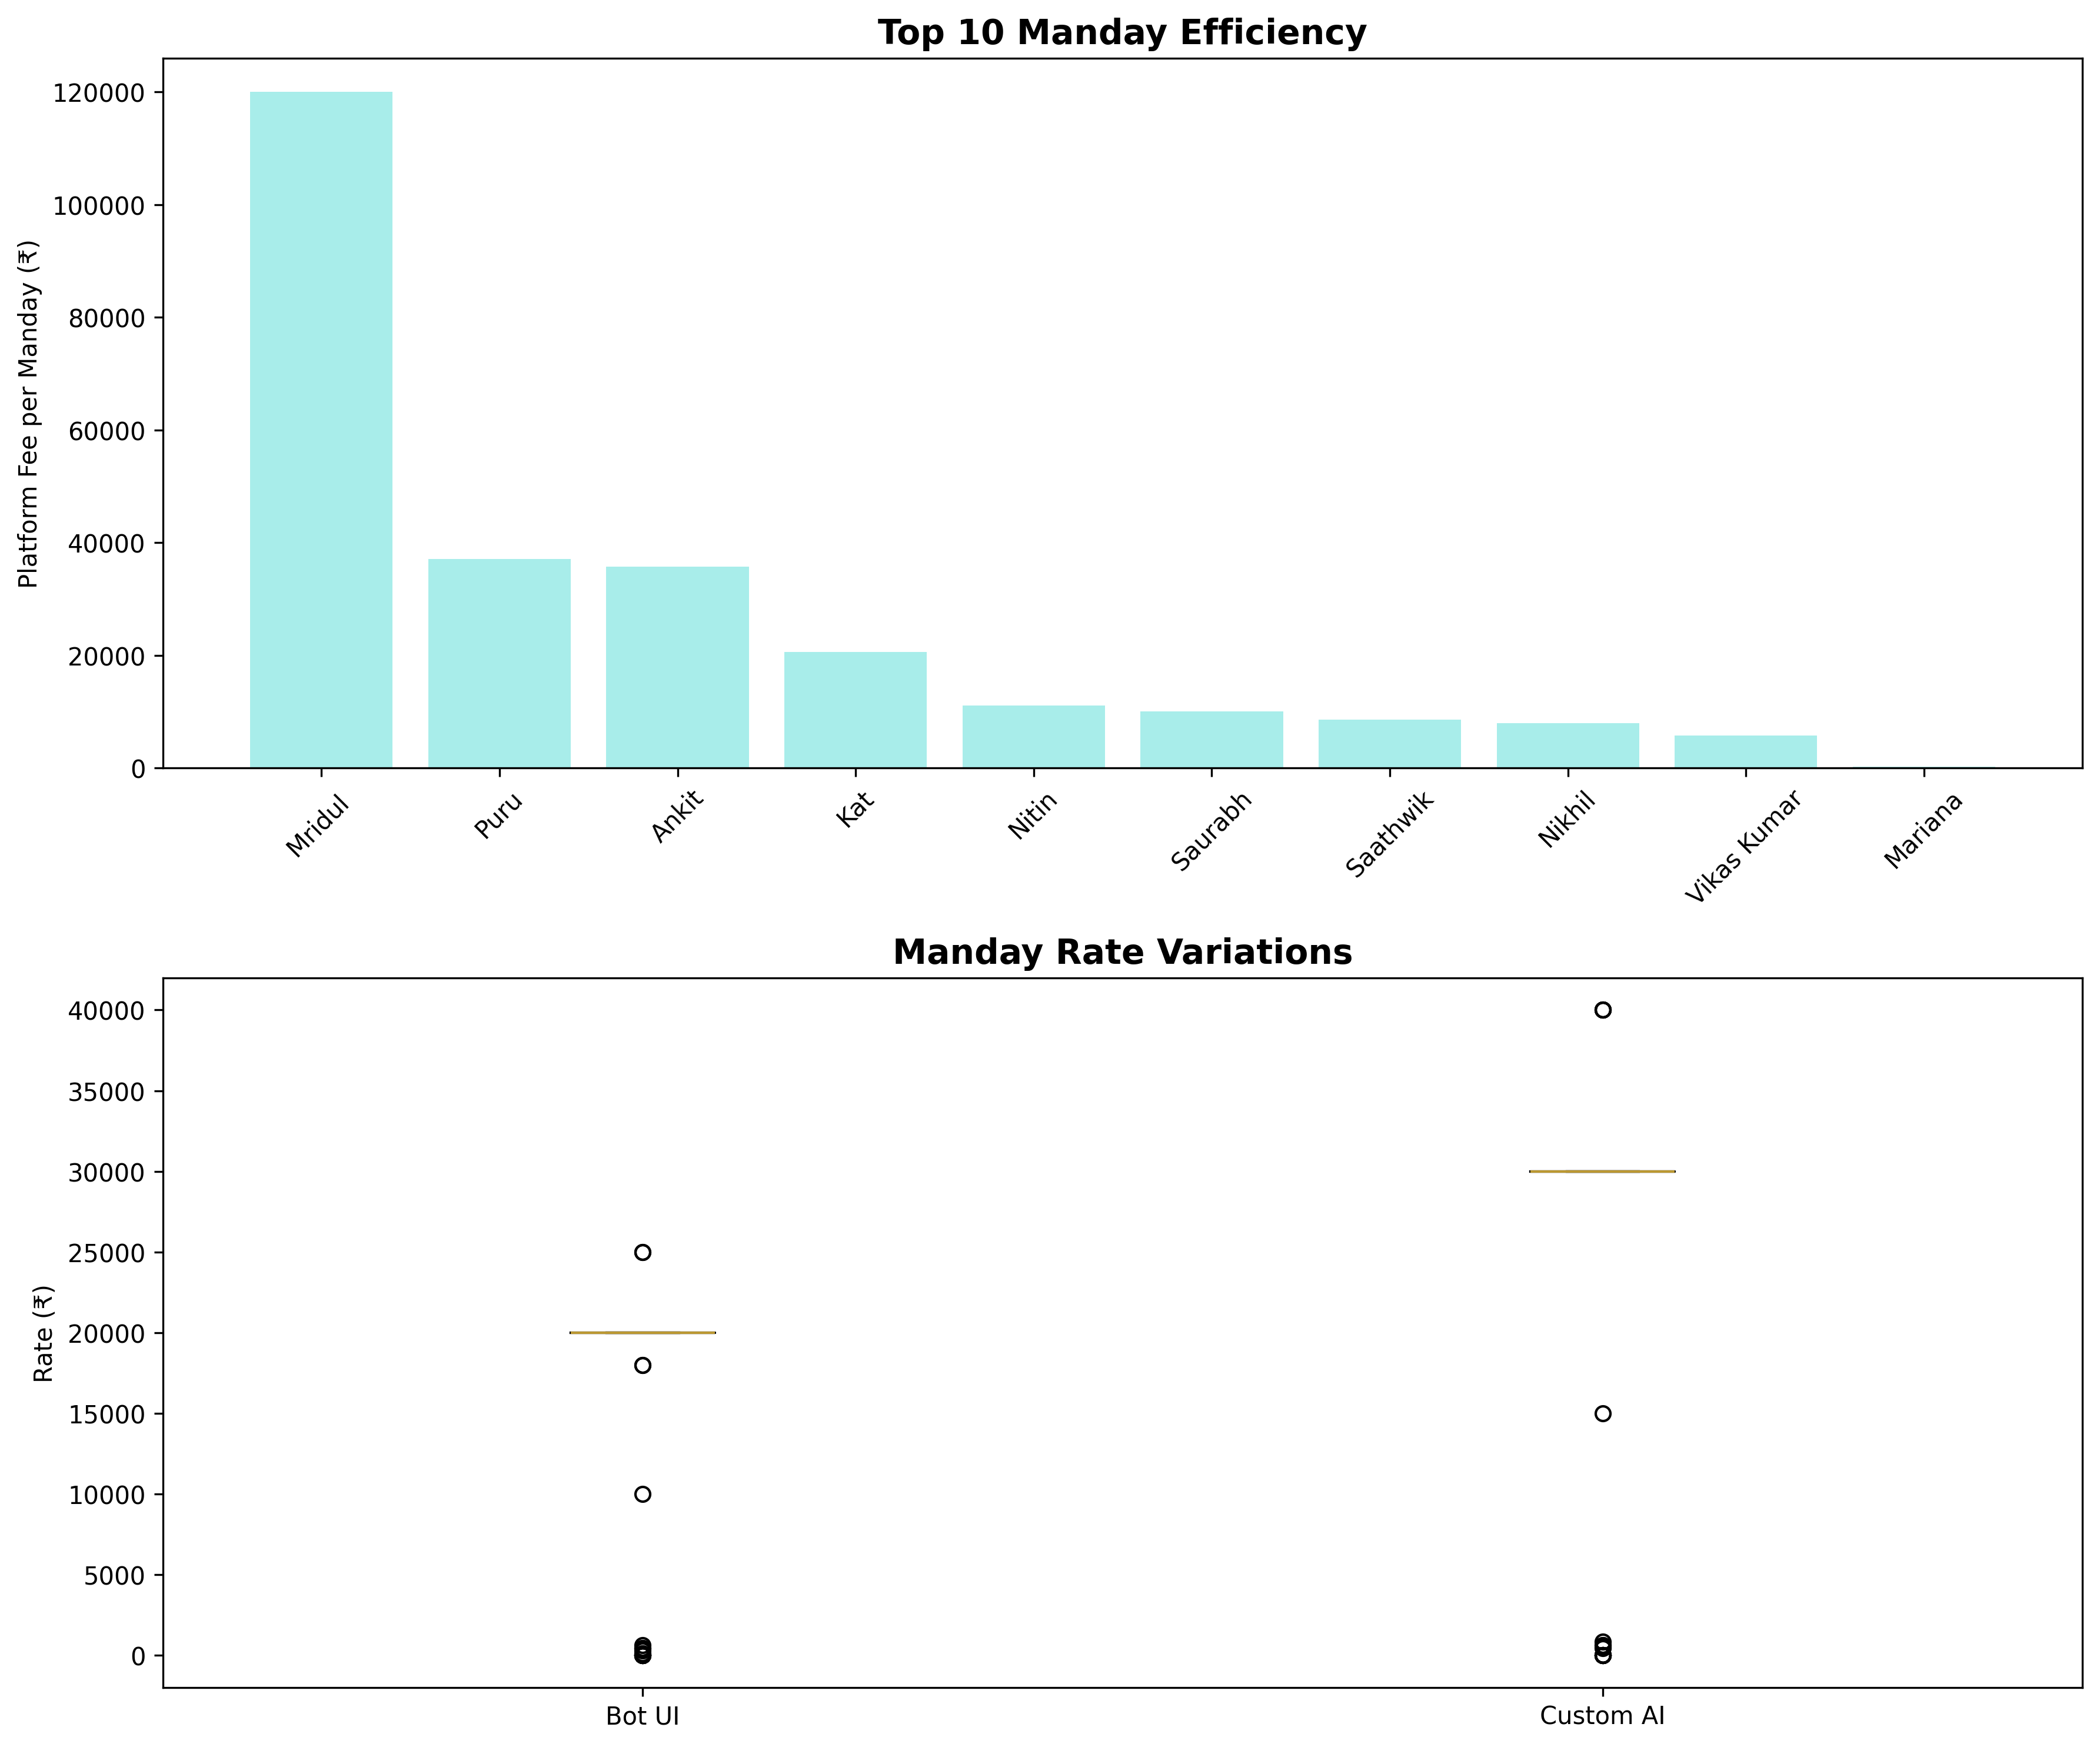 Top 10 Manday Efficiency
Platform Fee per Manday (₹)
120000
100000
80000
60000
40000
20000
0
Mridul
Puru
Ankit
Kat
Nitin
Saurabh
Saathwik
Nikhil
Vikas Kumar
Mariana
Manday Rate Variations
Rate (₹)
40000
35000
30000
25000
20000
15000
10000
5000
0
Bot UI
Custom AI